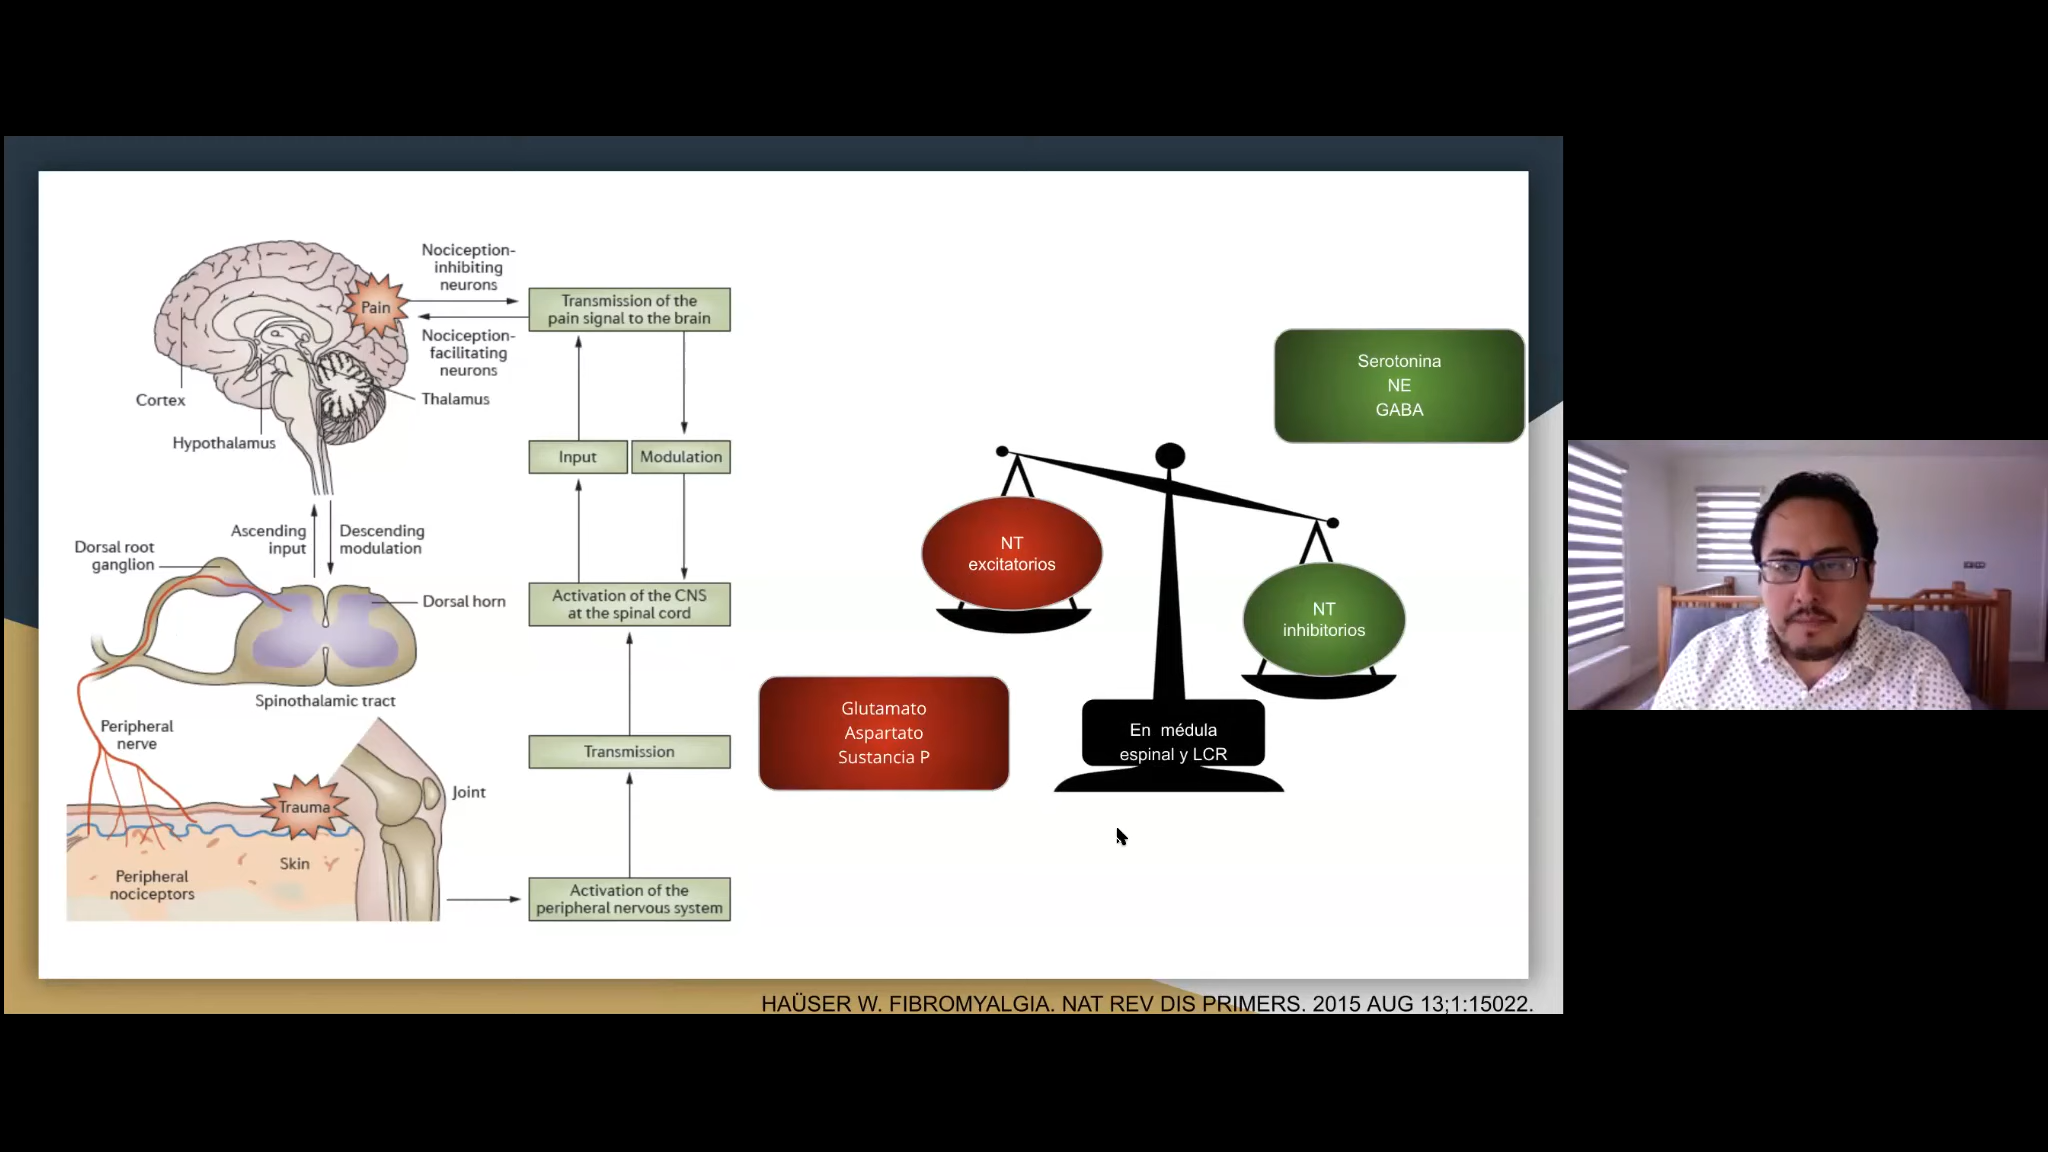 Nociception-
inhibiting
neurons
Pain
Nociception-
facilitating
neurons
Cortex
Thalamus
Hypothalamus
Transmission of the
pain signal to the brain
Input
Modulation
Ascending
input
Descending
modulation
Dorsal root
ganglion
Dorsal horn
Activation of the CNS
at the spinal cord
Spinothalamic tract
Peripheral
nerve
Transmission
Trauma
Joint
Skin
Peripheral
nociceptors
Activation of the
peripheral nervous system
Serotonina
NE
GABA
NT
excitatorios
NT
inhibitorios
Glutamato
Aspartato
Sustancia P
En médula
espinal y LCR
HAÜSER W. FIBROMYALGIA. NAT REV DIS PRIMERS. 2015 AUG 13;1:15022.